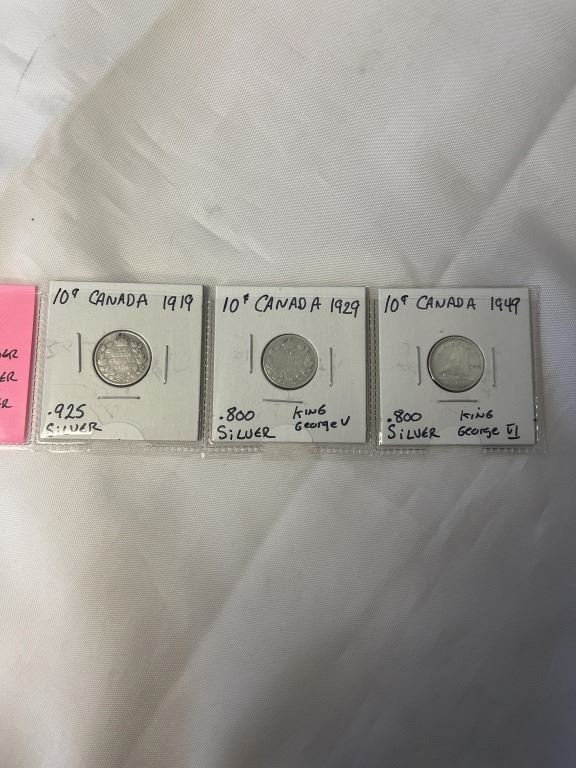 10¢ CANADA 1919
.925
SILVER
10¢ CANADA 1929
.800
SILVER
KING
George V
10¢ CANADA 1949
.800
SILVER
KING
George VI